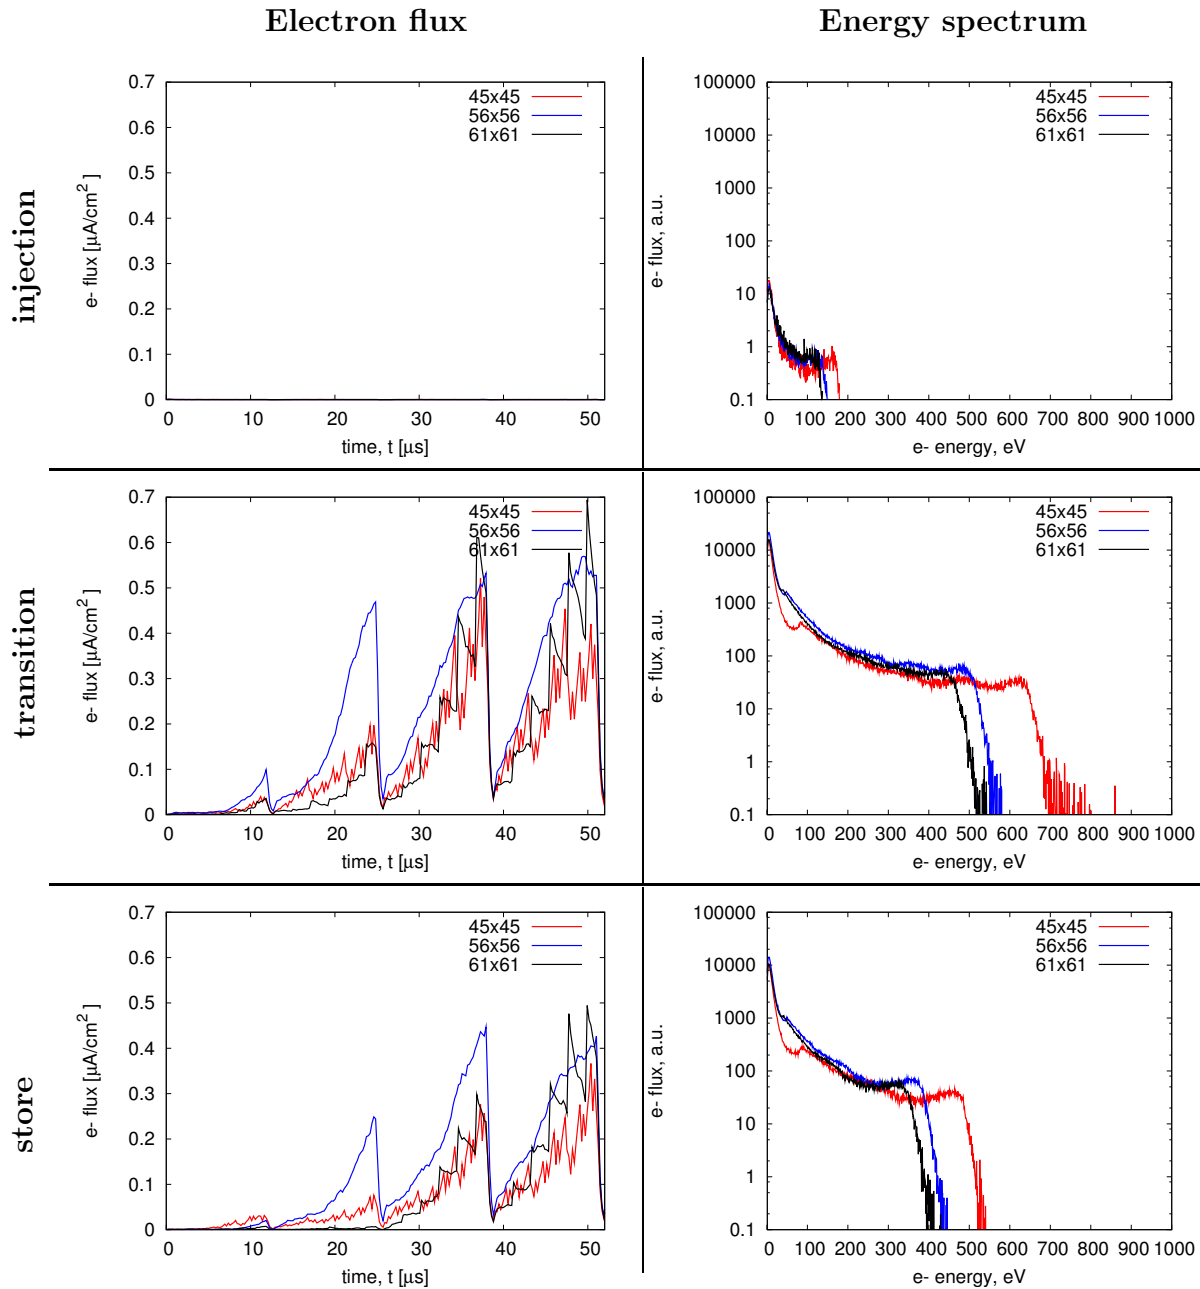 Electron flux
Energy spectrum
injection
e- flux [μA/cm2 ]
0.7
0.6
0.5
0.4
0.3
0.2
0.1
0
45x45
56x56
61x61
0 10 20 30 40 50
time, t [μs]
e- flux, a.u.
100000
10000
1000
100
10
1
0.1
45x45
56x56
61x61
0 100 200 300 400 500 600 700 800 900 1000
e- energy, eV
transition
e- flux [μA/cm2 ]
0.7
0.6
0.5
0.4
0.3
0.2
0.1
0
45x45
56x56
61x61
0 10 20 30 40 50
time, t [μs]
e- flux, a.u.
100000
10000
1000
100
10
1
0.1
45x45
56x56
61x61
0 100 200 300 400 500 600 700 800 900 1000
e- energy, eV
store
e- flux [μA/cm2 ]
0.7
0.6
0.5
0.4
0.3
0.2
0.1
0
45x45
56x56
61x61
0 10 20 30 40 50
time, t [μs]
e- flux, a.u.
100000
10000
1000
100
10
1
0.1
45x45
56x56
61x61
0 100 200 300 400 500 600 700 800 900 1000
e- energy, eV